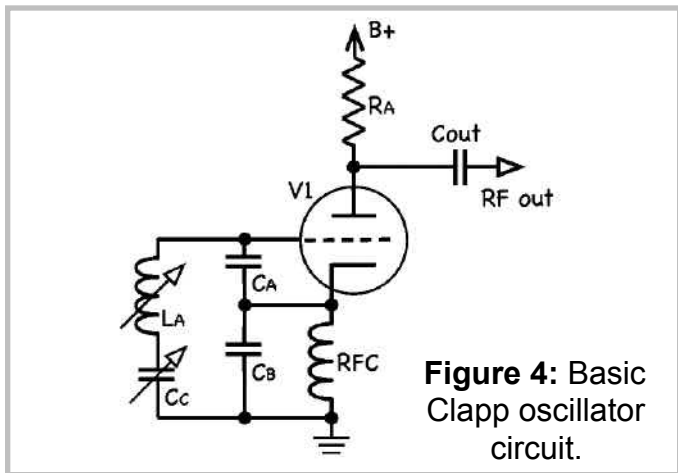 B+
RA
Cout
V1
RF out
CA
LA
CB
RFC
Cc
Figure 4: Basic
Clapp oscillator
circuit.